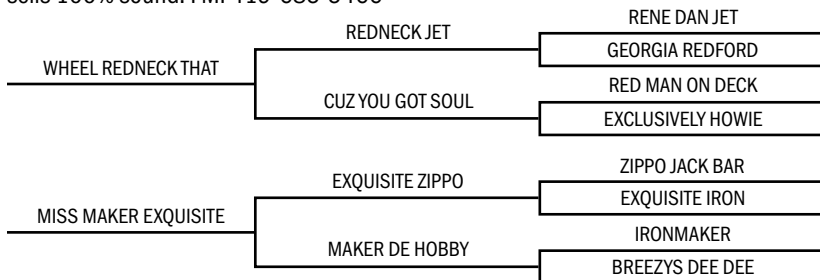 RENE DAN JET
REDNECK JET
GEORGIA REDFORD
WHEEL REDNECK THAT
RED MAN ON DECK
CUZ YOU GOT SOUL
EXCLUSIVELY HOWIE
ZIPPO JACK BAR
EXQUISITE ZIPPO
EXQUISITE IRON
MISS MAKER EXQUISITE
IRONMAKER
MAKER DE HOBBY
BREEZYS DEE DEE